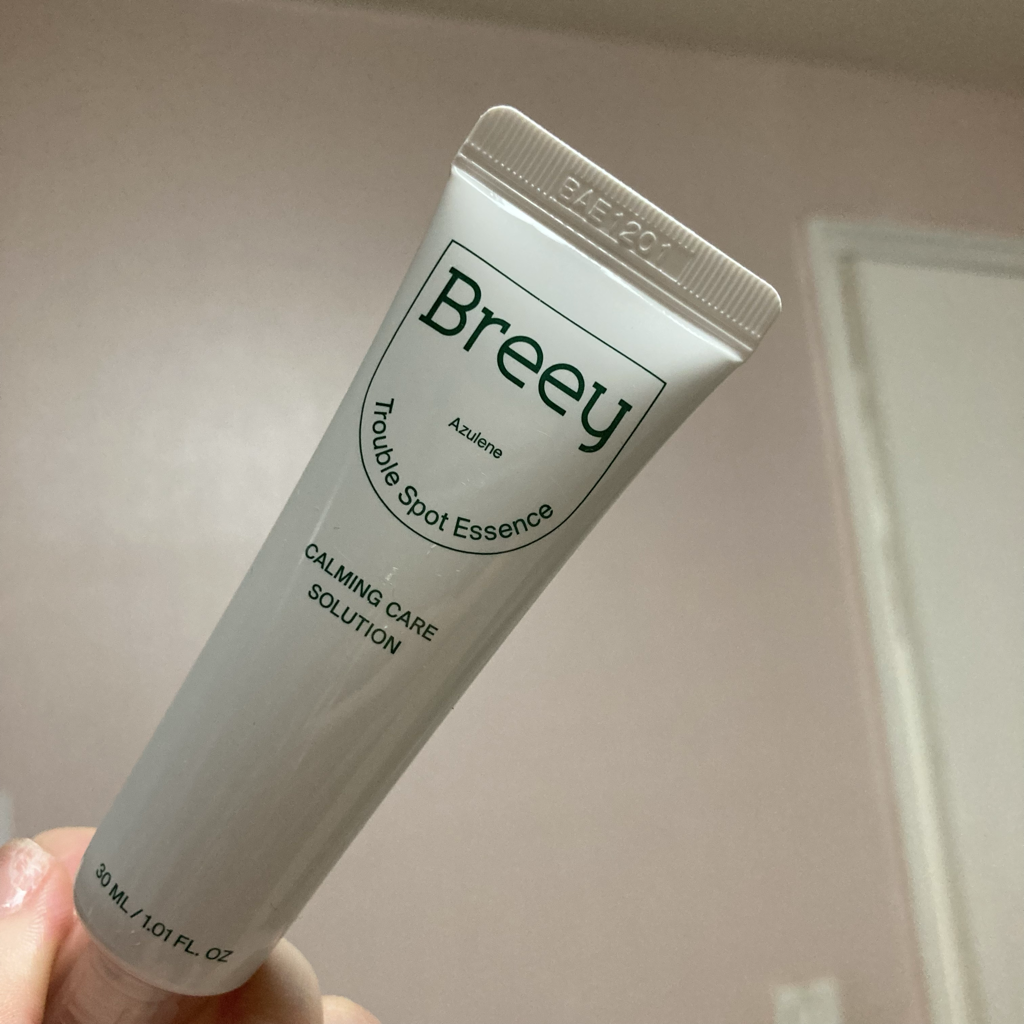 BAE1201
Breey
Azulene
Trouble Spot Essence
CALMING CARE
SOLUTION
30 ML / 1.01 FL. OZ